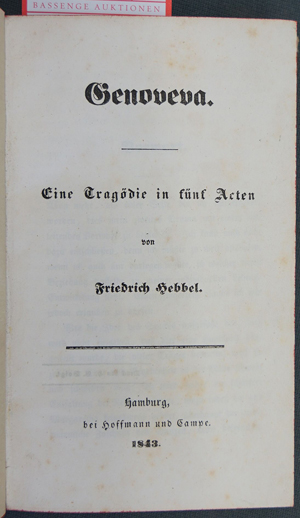 BASSENGE AUKTIONEN
Genoveva.
Eine Tragödie in fünf Acten
von
Friedrich Hebbel.
Hamburg,
bei Hoffmann und Campe.
1843.